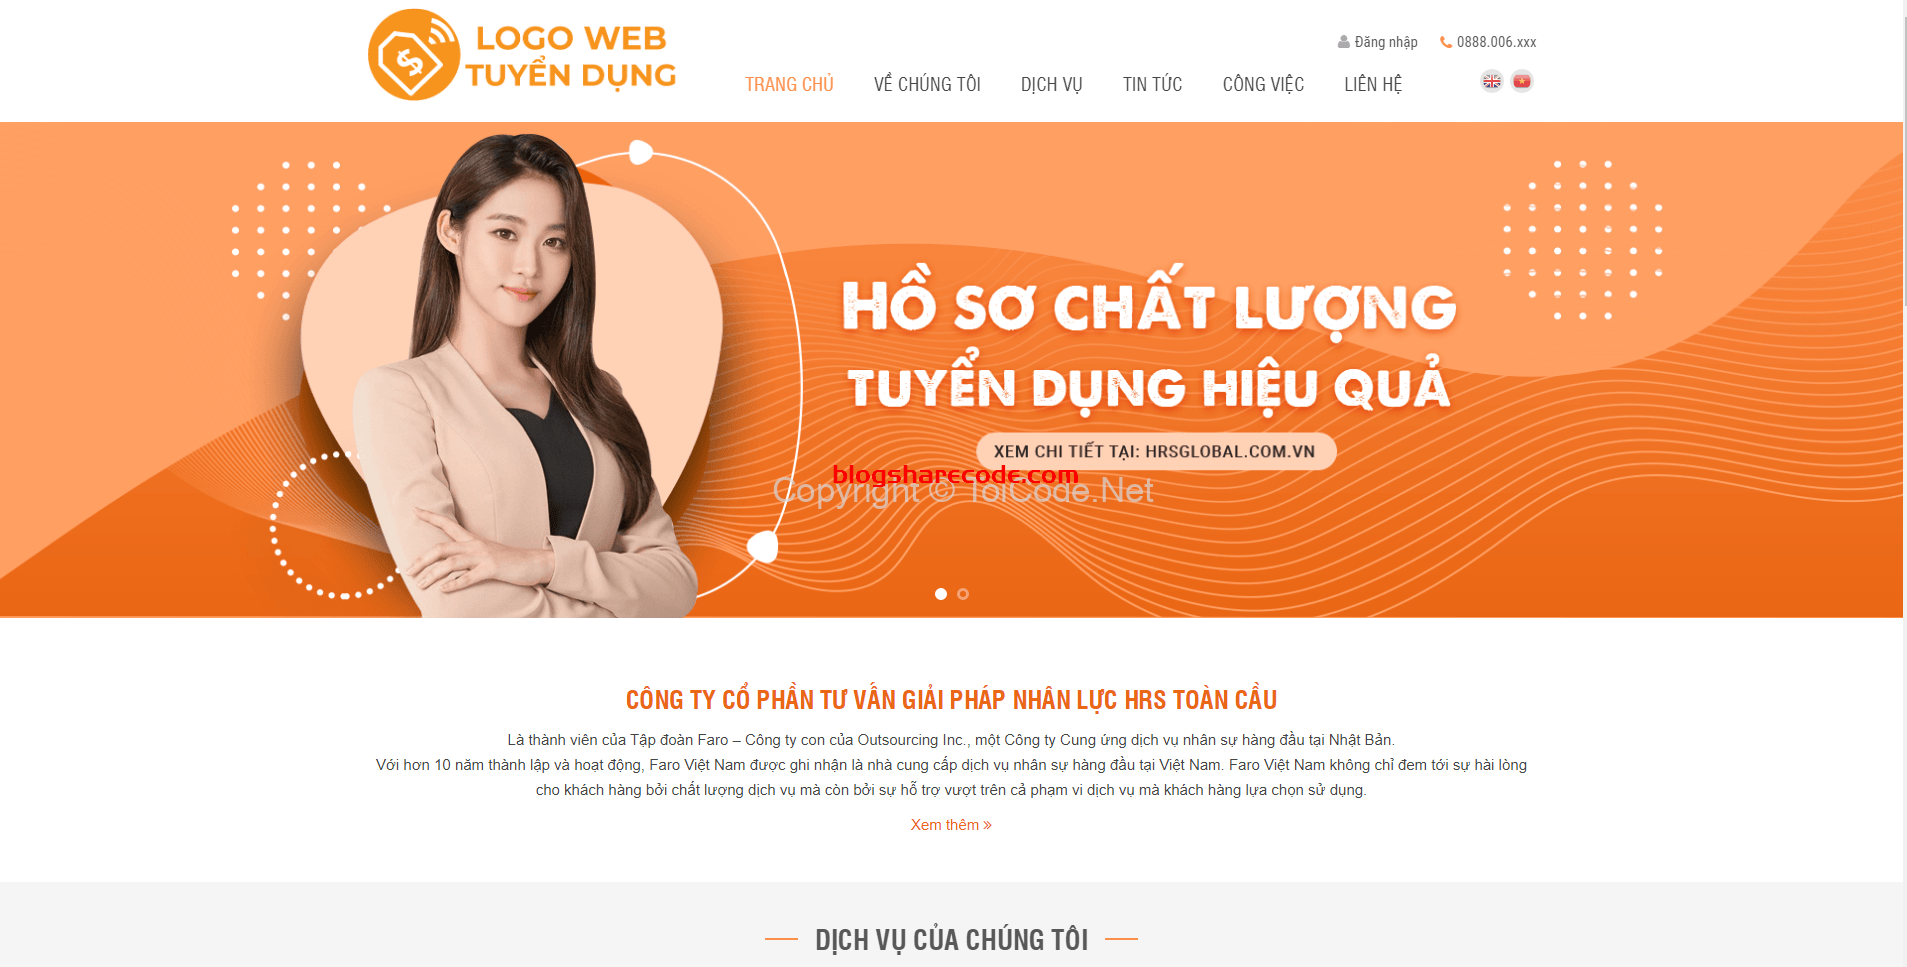 LOGO WEB
TUYỂN DỤNG
Đăng nhập
0888.006.xxx
TRANG CHỦ
VỀ CHÚNG TÔI
DỊCH VỤ
TIN TỨC
CÔNG VIỆC
LIÊN HỆ
HỒ SƠ CHẤT LƯỢNG
TUYỂN DỤNG HIỆU QUẢ
XEM CHI TIẾT TẠI: HRSGLOBAL.COM.VN
blogsharecode.com
Copyright © ToiCode.Net
CÔNG TY CỔ PHẦN TƯ VẤN GIẢI PHÁP NHÂN LỰC HRS TOÀN CẦU
Là thành viên của Tập đoàn Faro – Công ty con của Outsourcing Inc., một Công ty Cung ứng dịch vụ nhân sự hàng đầu tại Nhật Bản.
Với hơn 10 năm thành lập và hoạt động, Faro Việt Nam được ghi nhận là nhà cung cấp dịch vụ nhân sự hàng đầu tại Việt Nam. Faro Việt Nam không chỉ đem tới sự hài lòng
cho khách hàng bởi chất lượng dịch vụ mà còn bởi sự hỗ trợ vượt trên cả phạm vi dịch vụ mà khách hàng lựa chọn sử dụng.
Xem thêm »
DỊCH VỤ CỦA CHÚNG TÔI